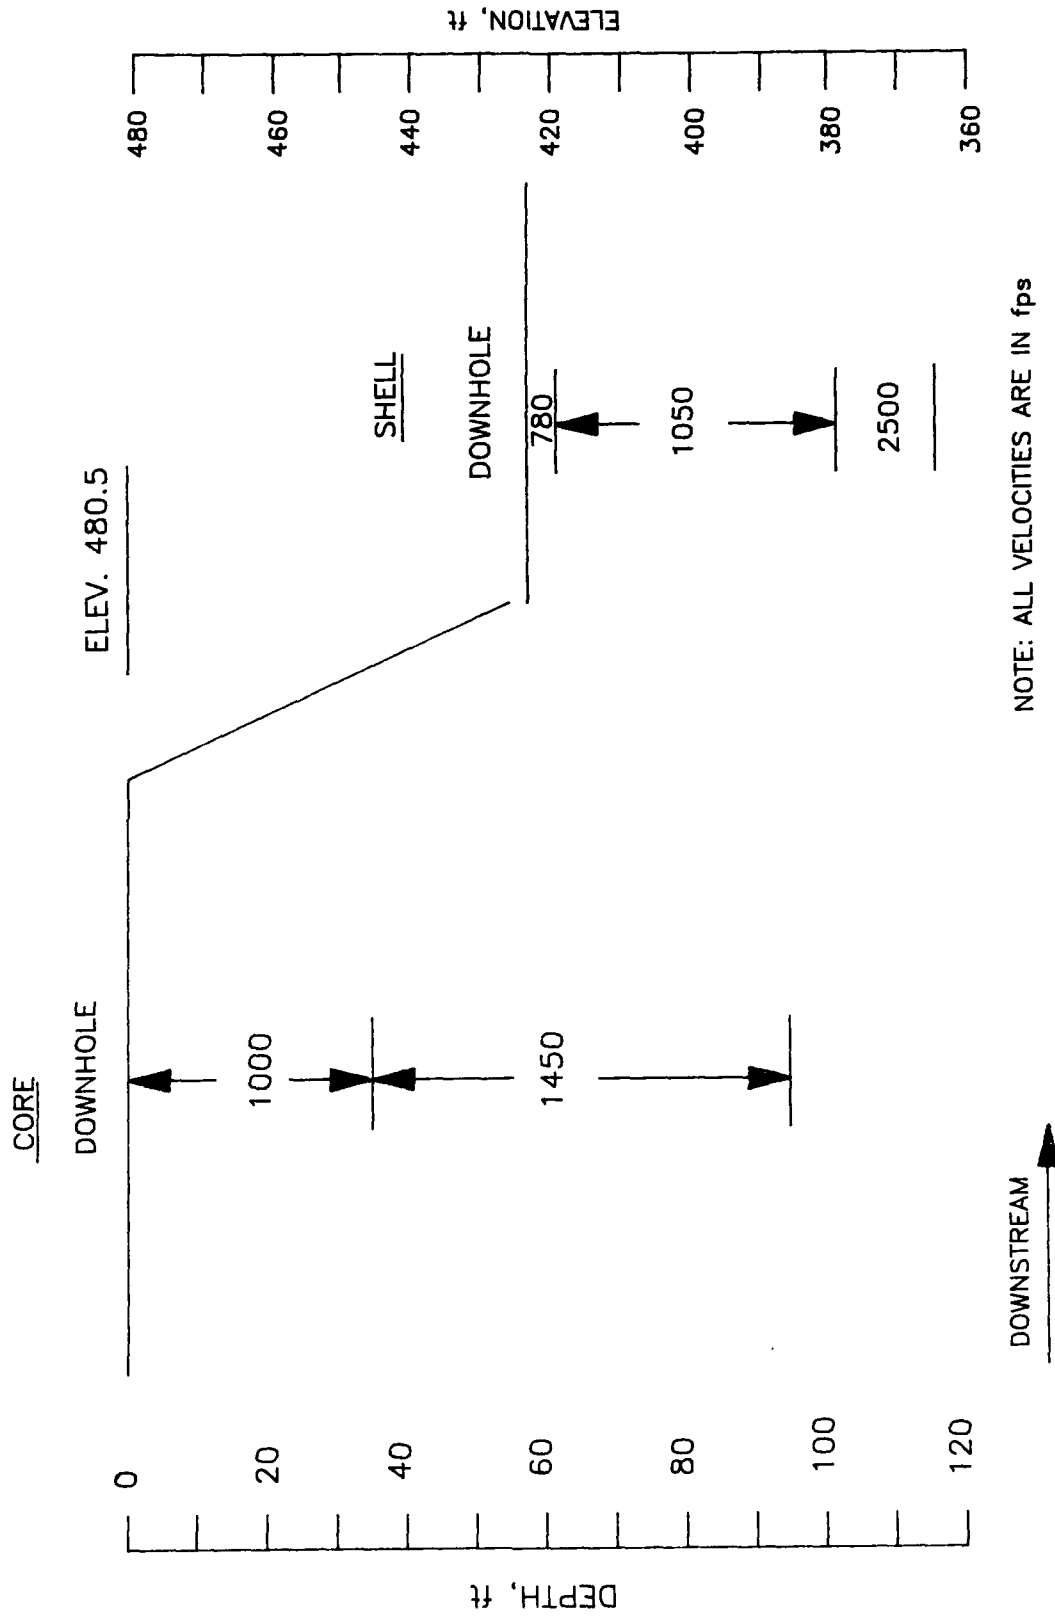 CORE
DOWNHOLE
ELEV. 480.5
SHELL
DOWNHOLE
1000
1450
780
1050
2500
DEPTH, ft
0
20
40
60
80
100
120
ELEVATION, ft
480
460
440
420
400
380
360
DOWNSTREAM
NOTE: ALL VELOCITIES ARE IN fps